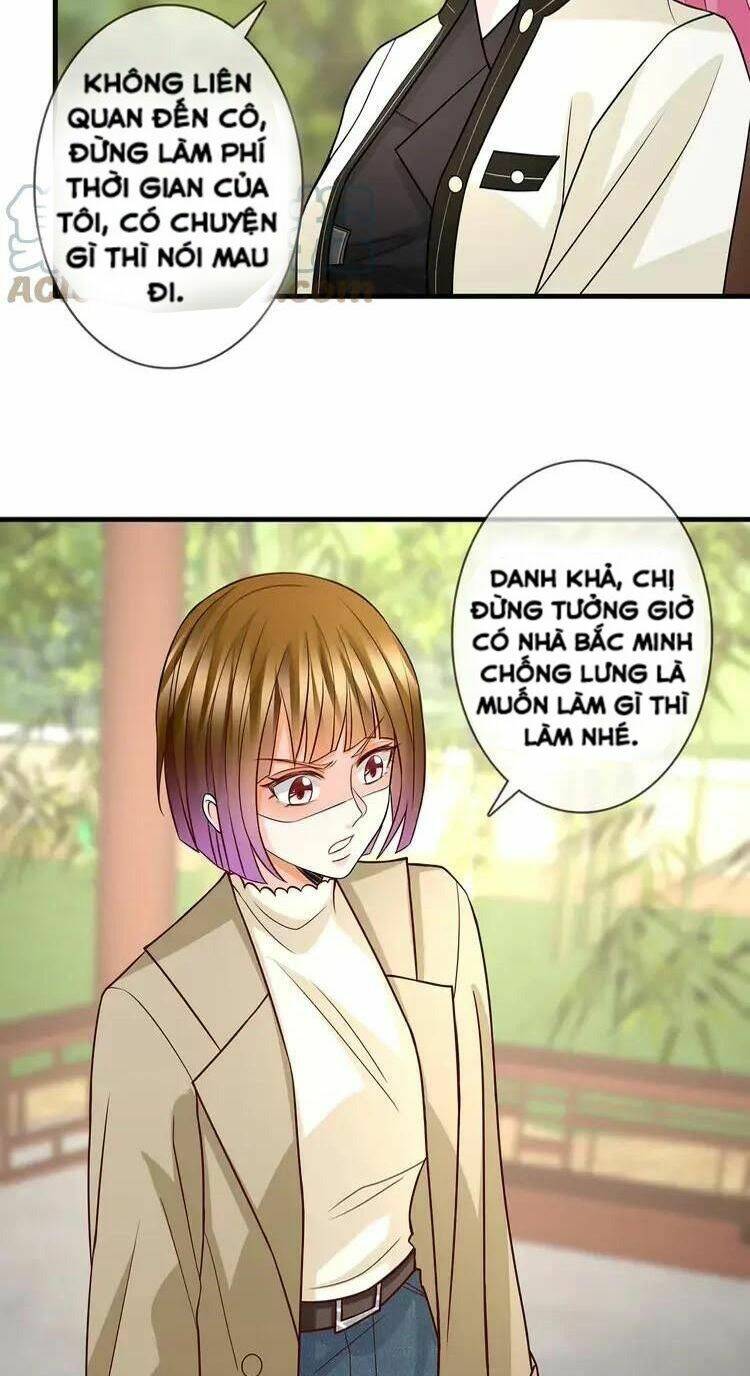 KHÔNG LIÊN
QUAN ĐẾN CÔ,
ĐỪNG LÀM PHÍ
THỜI GIAN CỦA
TÔI, CÓ CHUYỆN
GÌ THÌ NÓI MAU
ĐI.
.com
DANH KHẢ, CHỊ
ĐỪNG TƯỞNG GIỜ
CÓ NHÀ BẮC MINH
CHỐNG LƯNG LÀ
MUỐN LÀM GÌ THÌ
LÀM NHÉ.